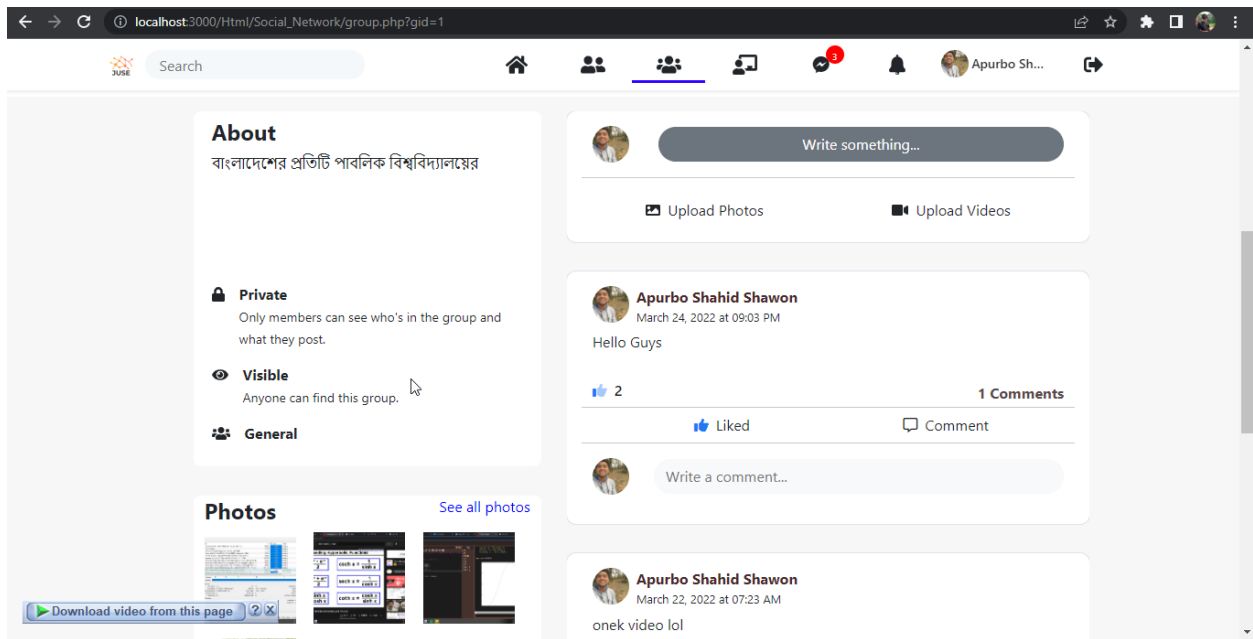 localhost:3000/Html/Social_Network/group.php?gid=1
JUSE
Search
3
Apurbo Sh...
About
বাংলাদেশের প্রতিটি পাবলিক বিশ্ববিদ্যালয়ের
Private
Only members can see who's in the group and
what they post.
Visible
Anyone can find this group.
General
Photos
See all photos
Download video from this page
?
X
Write something...
Upload Photos
Upload Videos
Apurbo Shahid Shawon
March 24, 2022 at 09:03 PM
Hello Guys
2
1 Comments
Liked
Comment
Write a comment...
Apurbo Shahid Shawon
March 22, 2022 at 07:23 AM
onek video lol